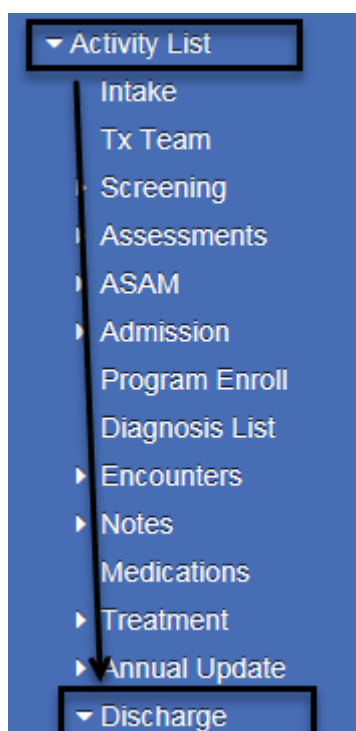 Activity List
Intake
Tx Team
Screening
Assessments
ASAM
Admission
Program Enroll
Diagnosis List
Encounters
Notes
Medications
Treatment
Annual Update
Discharge